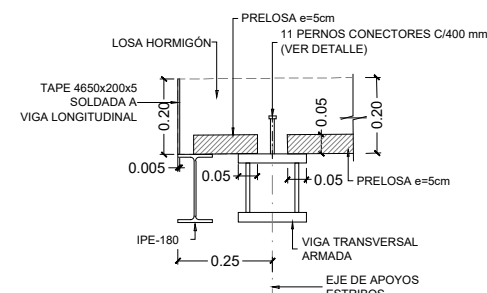 PRELOSA e=5cm
11 PERNOS CONECTORES C/400 mm
(VER DETALLE)
LOSA HORMIGÓN
TAPE 4650x200x5
SOLDADA A
VIGA LONGITUDINAL
0.20
0.05
0.20
0.005
0.05
0.05
PRELOSA e=5cm
IPE-180
VIGA TRANSVERSAL
ARMADA
0.25
EJE DE APOYOS
ESTRIBOS